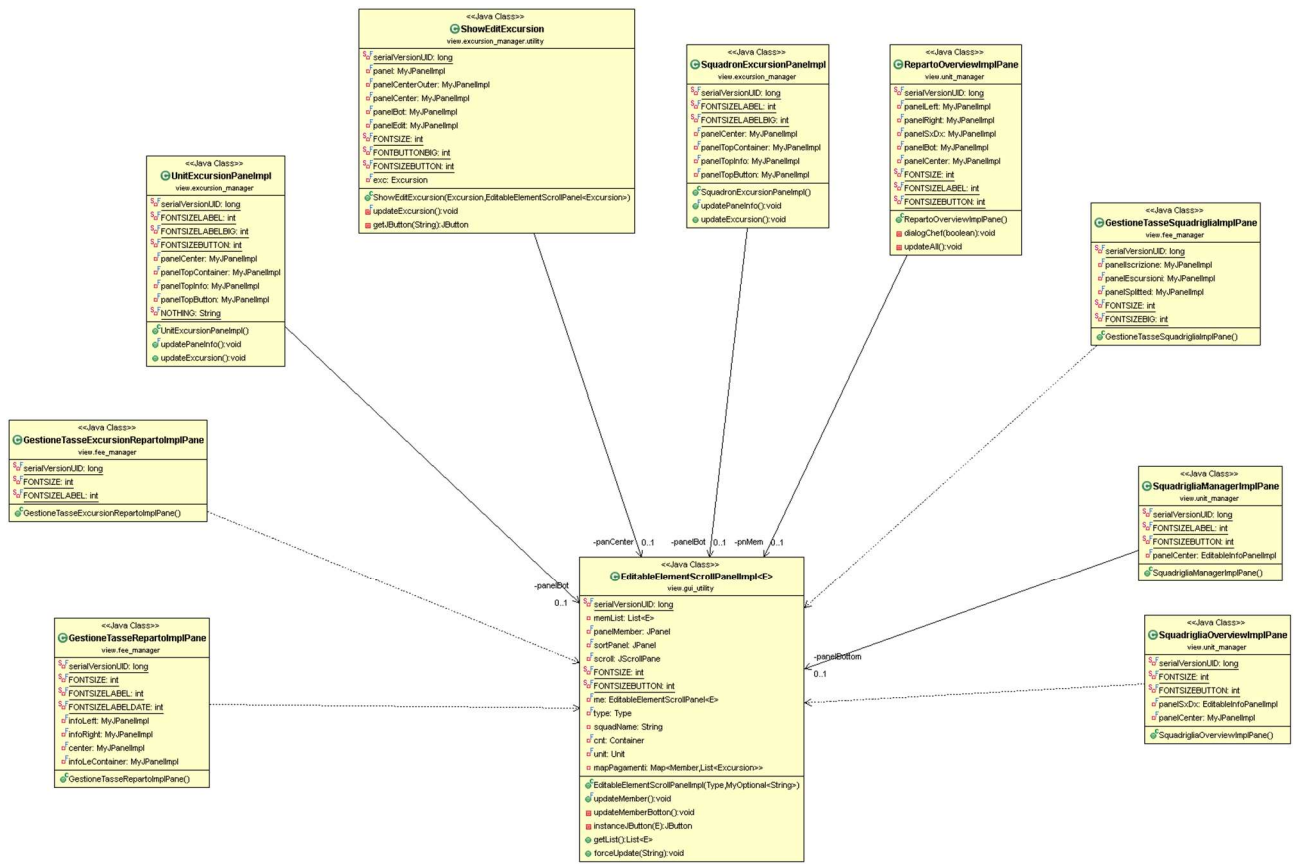 <<Java Class>>
ShowEditExcursion
view.excursion_manager.utility
serialVersionUID: long
panel: MyJPanelImpl
panelCenterOuter: MyJPanelImpl
panelCenter: MyJPanelImpl
panelBot: MyJPanelImpl
panelEdit: MyJPanelImpl
FONTSIZE: int
FONTBUTTONBIG: int
FONTSIZEBUTTON: int
exc: Excursion
ShowEditExcursion(Excursion,EditableElementScrollPanel<Excursion>)
updateExcursion():void
getJButton(String):JButton
<<Java Class>>
SquadronExcursionPaneImpl
view.excursion_manager
serialVersionUID: long
FONTSIZELABEL: int
FONTSIZELABELBIG: int
panelCenter: MyJPanelImpl
panelTopContainer: MyJPanelImpl
panelTopInfo: MyJPanelImpl
panelTopButton: MyJPanelImpl
SquadronExcursionPaneImpl()
updatePaneInfo():void
updateExcursion():void
<<Java Class>>
RepartoOverviewImplPane
view.unit_manager
serialVersionUID: long
panelLeft: MyJPanelImpl
panelRight: MyJPanelImpl
panelSxDx: MyJPanelImpl
panelBot: MyJPanelImpl
panelCenter: MyJPanelImpl
FONTSIZE: int
FONTSIZELABEL: int
FONTSIZEBUTTON: int
RepartoOverviewImplPane()
dialogChef(boolean):void
updateAll():void
<<Java Class>>
UnitExcursionPaneImpl
view.excursion_manager
serialVersionUID: long
FONTSIZELABEL: int
FONTSIZELABELBIG: int
FONTSIZEBUTTON: int
panelCenter: MyJPanelImpl
panelTopContainer: MyJPanelImpl
panelTopInfo: MyJPanelImpl
panelTopButton: MyJPanelImpl
NOTHING: String
UnitExcursionPaneImpl()
updatePaneInfo():void
updateExcursion():void
<<Java Class>>
GestioneTasseSquadrigliaImplPane
view.fee_manager
serialVersionUID: long
panelIscrizione: MyJPanelImpl
panelEscursioni: MyJPanelImpl
panelSplitted: MyJPanelImpl
FONTSIZE: int
FONTSIZEBIG: int
GestioneTasseSquadrigliaImplPane()
<<Java Class>>
GestioneTasseExcursionRepartoImplPane
view.fee_manager
serialVersionUID: long
FONTSIZE: int
FONTSIZELABEL: int
GestioneTasseExcursionRepartoImplPane()
<<Java Class>>
SquadrigliaManagerImplPane
view.unit_manager
serialVersionUID: long
FONTSIZELABEL: int
FONTSIZEBUTTON: int
panelCenter: EditableInfoPanelImpl
SquadrigliaManagerImplPane()
-panCenter 0..1
-panelBot 0..1
-pnMem 0..1
-panelBot
0..1
-panelBottom
0..1
<<Java Class>>
EditableElementScrollPanelImpl<E>
view.gui_utility
serialVersionUID: long
memList: List<E>
panelMember: JPanel
sortPanel: JPanel
scroll: JScrollPane
FONTSIZE: int
FONTSIZEBUTTON: int
me: EditableElementScrollPanel<E>
type: Type
squadName: String
cnt: Container
unit: Unit
mapPagamenti: Map<Member,List<Excursion>>
EditableElementScrollPanelImpl(Type,MyOptional<String>)
updateMember():void
updateMemberBotton():void
instanceJButton(E):JButton
getList():List<E>
forceUpdate(String):void
<<Java Class>>
GestioneTasseRepartoImplPane
view.fee_manager
serialVersionUID: long
FONTSIZE: int
FONTSIZELABEL: int
FONTSIZELABELDATE: int
infoLeft: MyJPanelImpl
infoRight: MyJPanelImpl
center: MyJPanelImpl
infoLeContainer: MyJPanelImpl
GestioneTasseRepartoImplPane()
<<Java Class>>
SquadrigliaOverviewImplPane
view.unit_manager
serialVersionUID: long
FONTSIZE: int
FONTSIZEBUTTON: int
panelSxDx: EditableInfoPanelImpl
panelCenter: MyJPanelImpl
SquadrigliaOverviewImplPane()